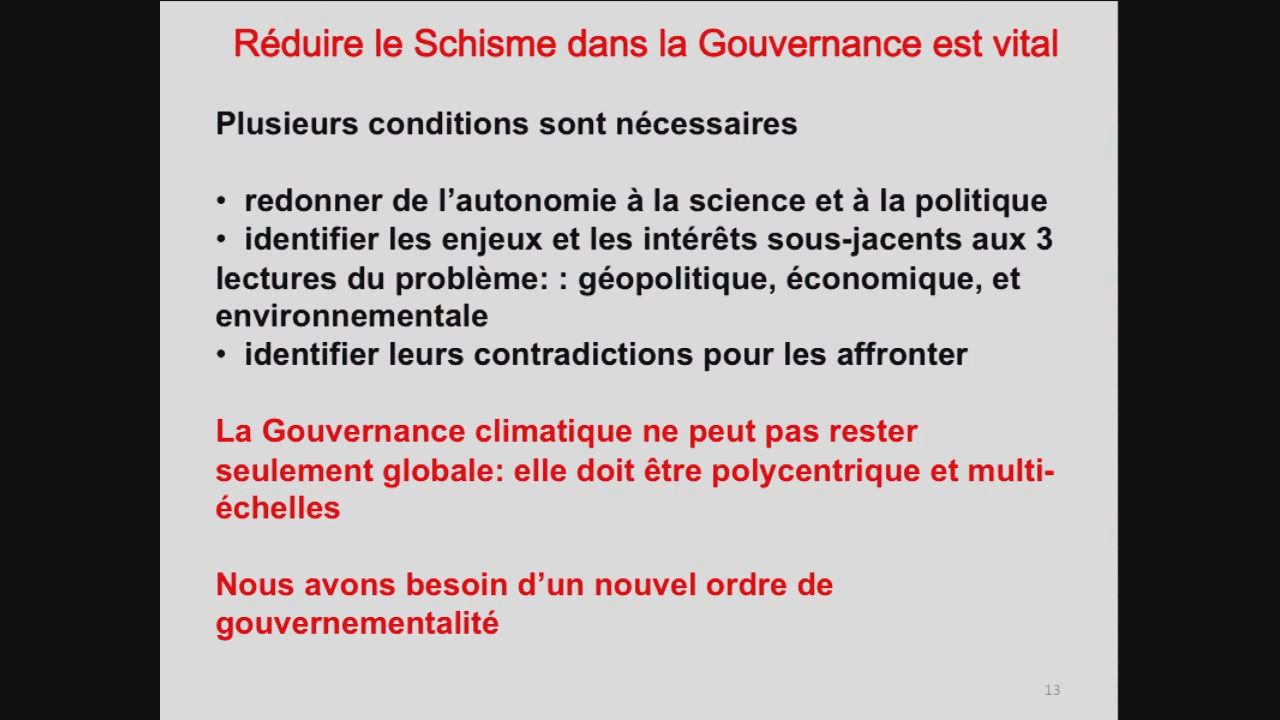 Réduire le Schisme dans la Gouvernance est vital
Plusieurs conditions sont nécessaires
• redonner de l’autonomie à la science et à la politique
• identifier les enjeux et les intérêts sous-jacents aux 3
lectures du problème: : géopolitique, économique, et
environnementale
• identifier leurs contradictions pour les affronter
La Gouvernance climatique ne peut pas rester
seulement globale: elle doit être polycentrique et multi-
échelles
Nous avons besoin d’un nouvel ordre de
gouvernementalité
13